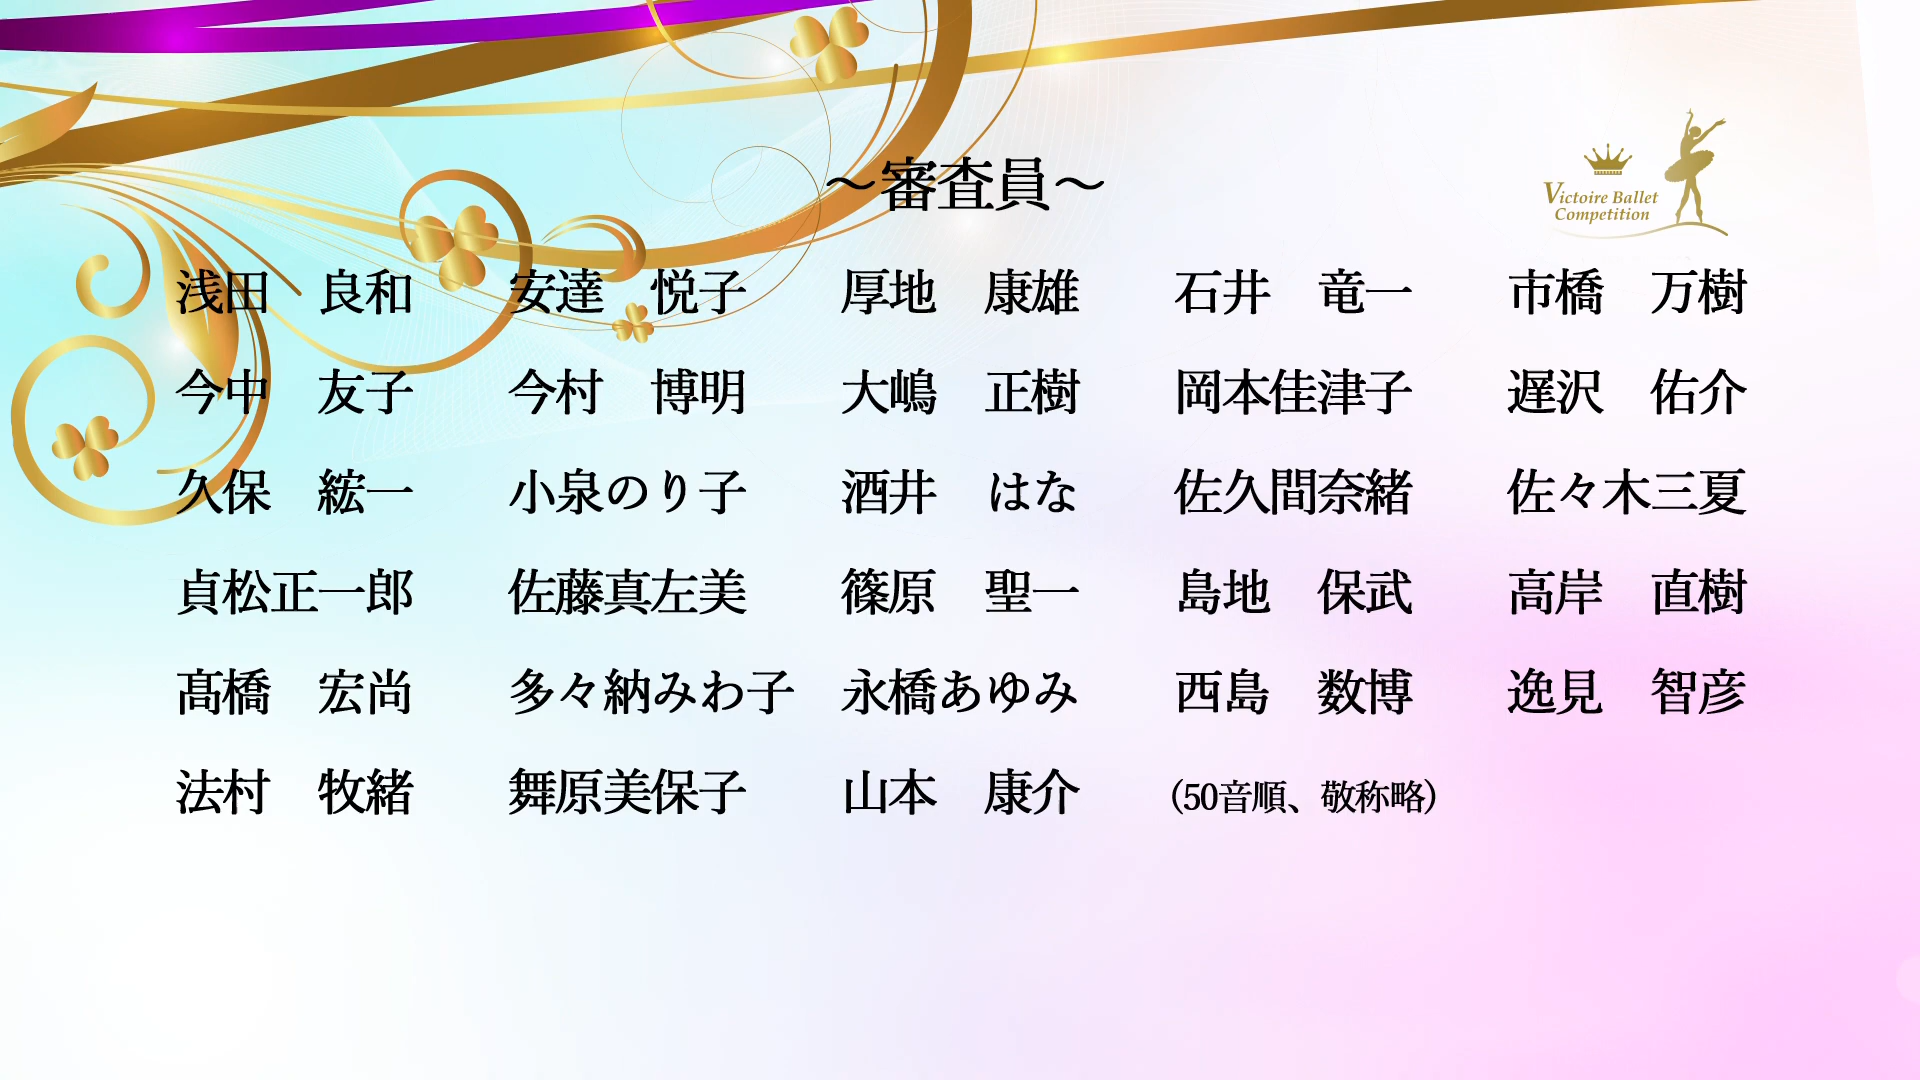 ～審査員～
Victoire Ballet
Competition
浅田　良和　安達　悦子　厚地　康雄　石井　竜一　市橋　万樹
今中　友子　今村　博明　大嶋　正樹　岡本佳津子　遅沢　佑介
久保　綋一　小泉のり子　酒井　はな　佐久間奈緒　佐々木三夏
貞松正一郎　佐藤真左美　篠原　聖一　島地　保武　高岸　直樹
髙橋　宏尚　多々納みわ子　永橋あゆみ　西島　数博　逸見　智彦
法村　牧緒　舞原美保子　山本　康介　(50音順、敬称略)